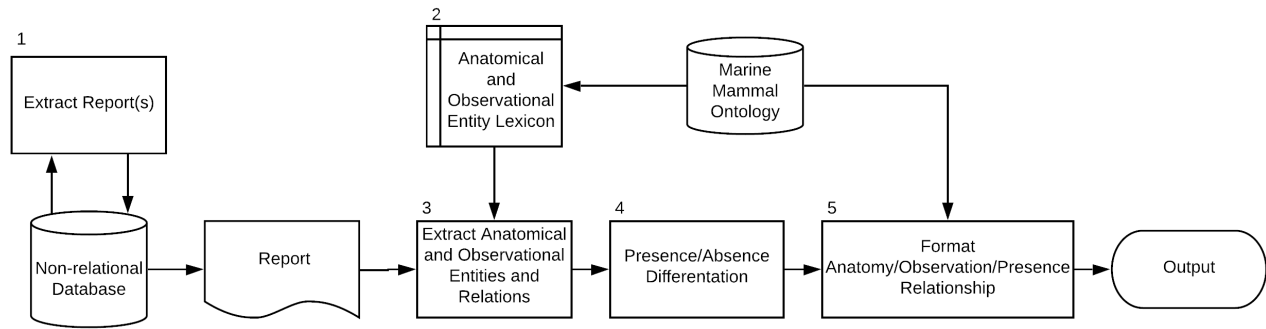 1
Extract Report(s)
Non-relational
Database
Report
2
Anatomical
and
Observational
Entity Lexicon
Marine
Mammal
Ontology
3
Extract Anatomical
and Observational
Entities and
Relations
4
Presence/Absence
Differentation
5
Format
Anatomy/Observation/Presence
Relationship
Output